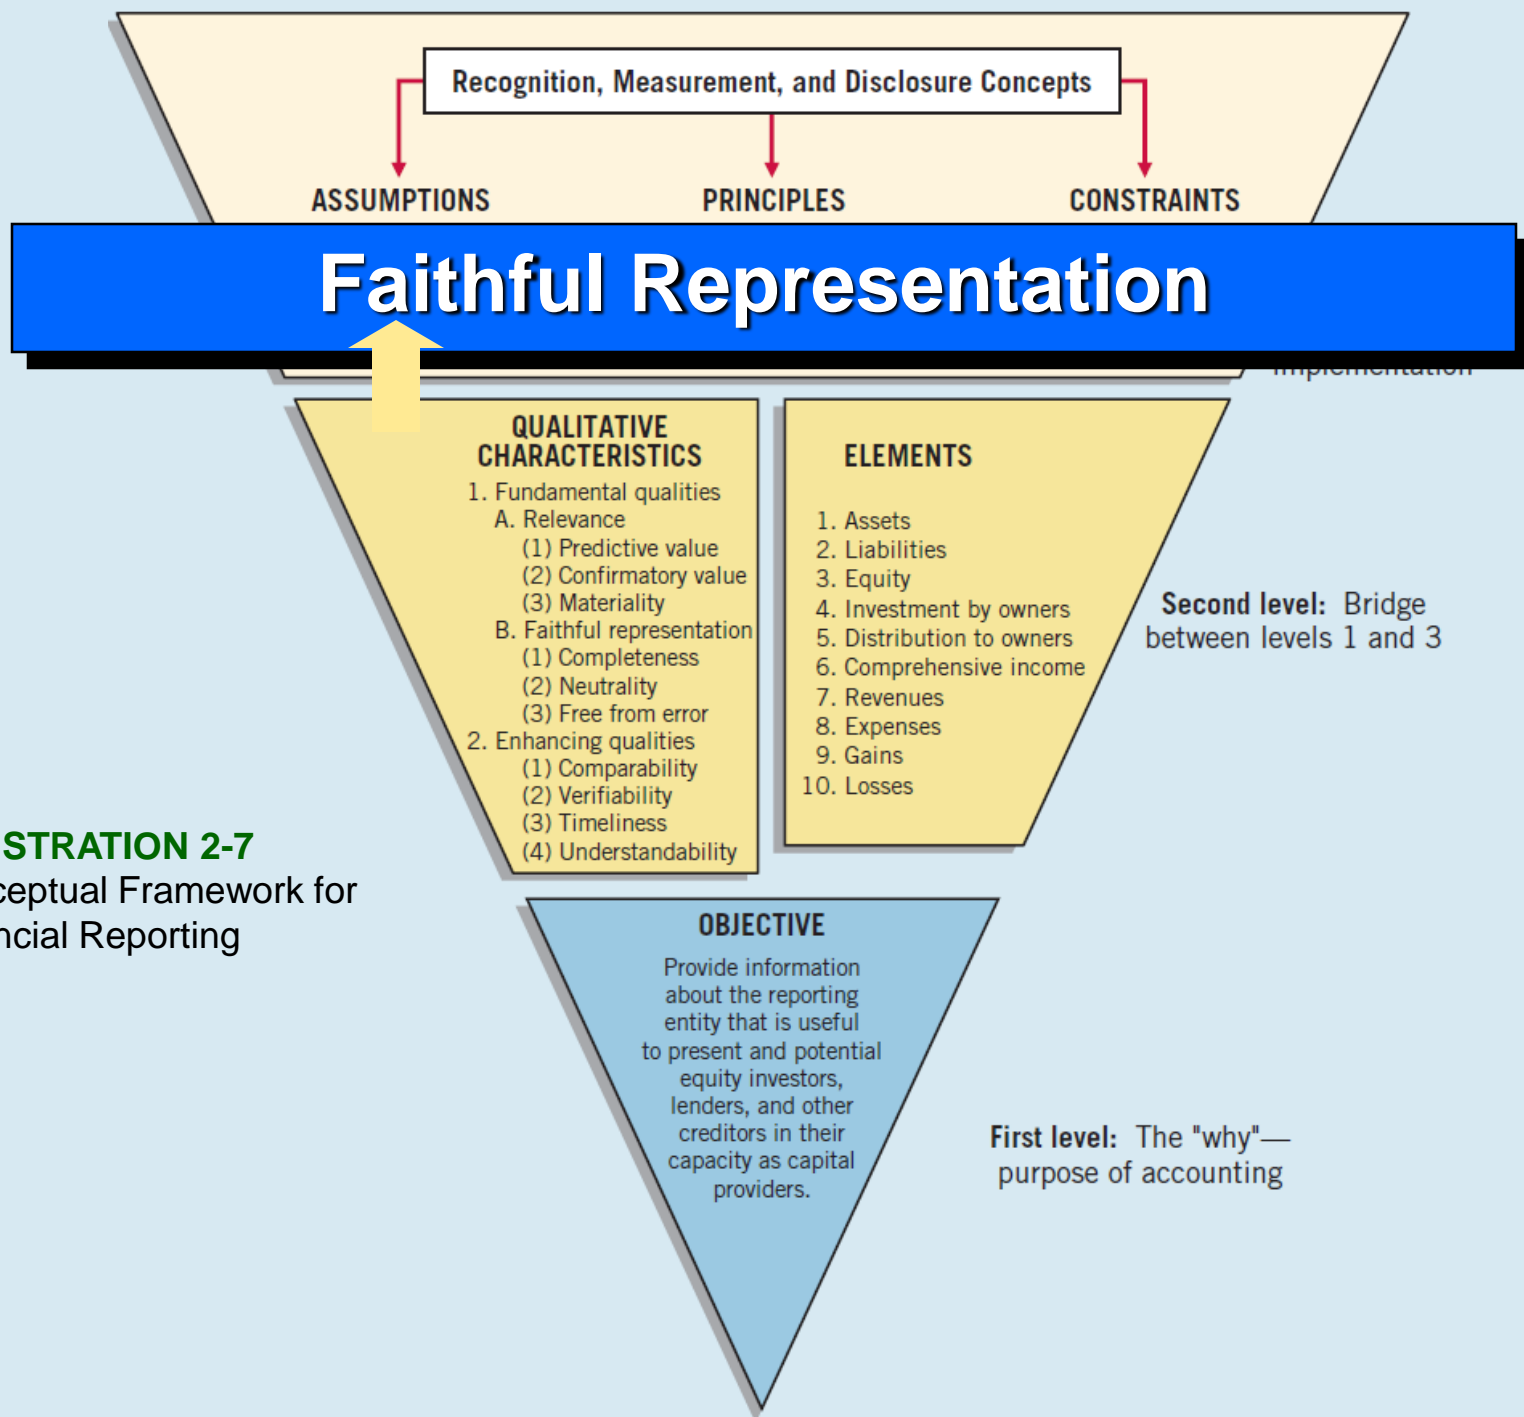 Recognition, Measurement, and Disclosure Concepts
ASSUMPTIONS
PRINCIPLES
CONSTRAINTS
Faithful Representation
implementation
QUALITATIVE
CHARACTERISTICS
1. Fundamental qualities
A. Relevance
(1) Predictive value
(2) Confirmatory value
(3) Materiality
B. Faithful representation
(1) Completeness
(2) Neutrality
(3) Free from error
2. Enhancing qualities
(1) Comparability
(2) Verifiability
(3) Timeliness
(4) Understandability
ELEMENTS
1. Assets
2. Liabilities
3. Equity
4. Investment by owners
5. Distribution to owners
6. Comprehensive income
7. Revenues
8. Expenses
9. Gains
10. Losses
Second level: Bridge
between levels 1 and 3
STRATION 2-7
ceptual Framework for
ncial Reporting
OBJECTIVE
Provide information
about the reporting
entity that is useful
to present and potential
equity investors,
lenders, and other
creditors in their
capacity as capital
providers.
First level: The "why"—
purpose of accounting